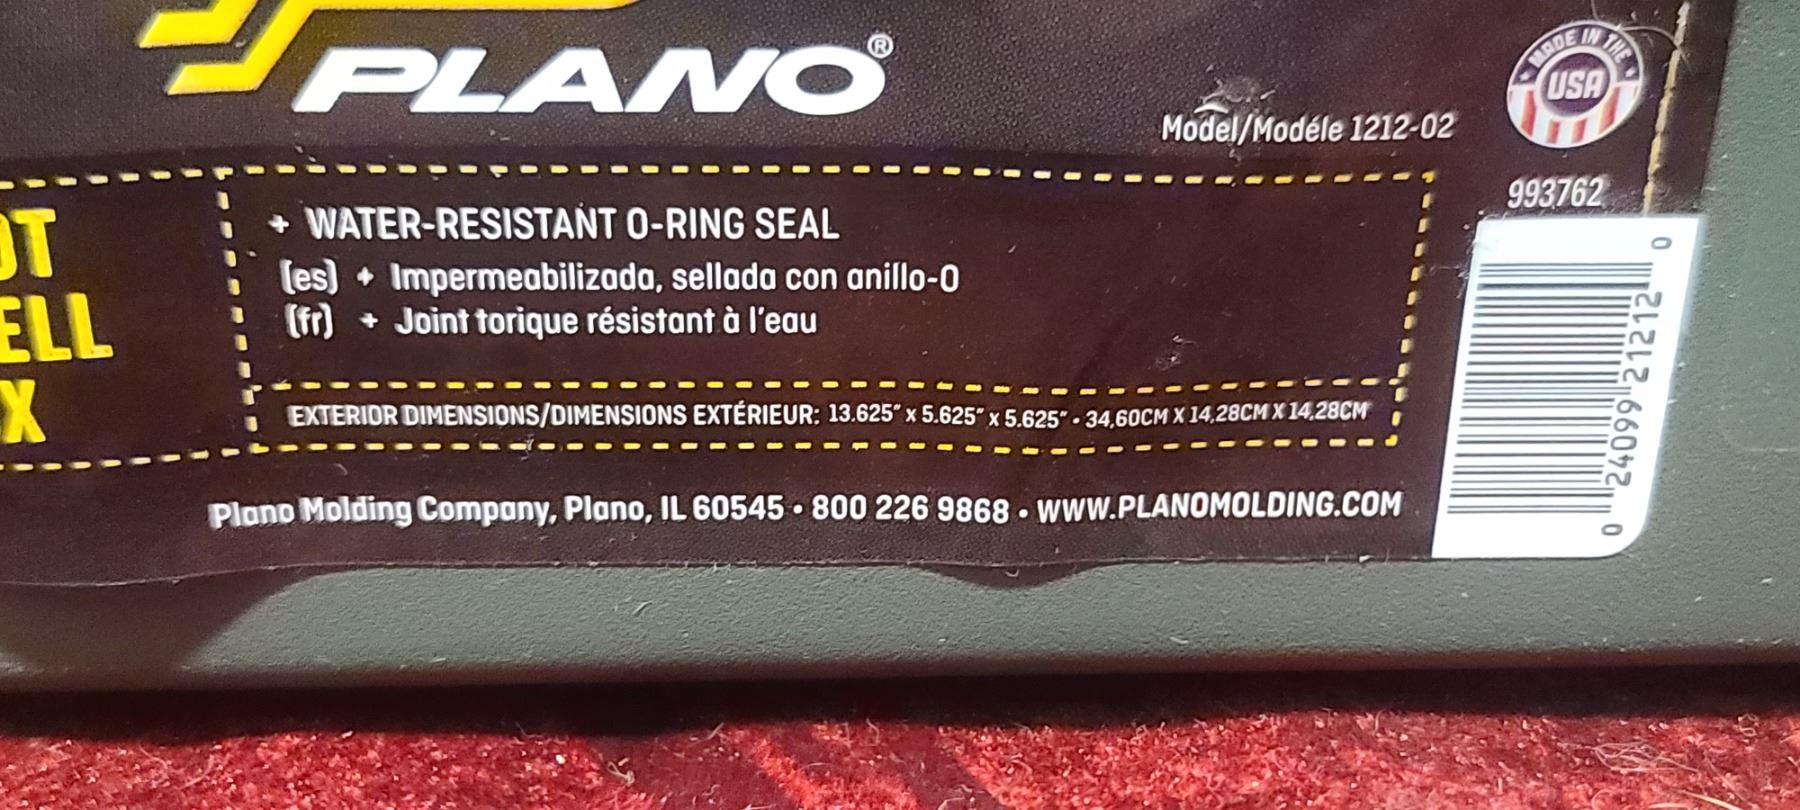 PLANO®
Model/Modéle 1212-02
MADE IN THE
USA
993762
OT
ELL
X
+ WATER-RESISTANT O-RING SEAL
(es) + Impermeabilizada, sellada con anillo-O
(fr) + Joint torique résistant à l'eau
EXTERIOR DIMENSIONS/DIMENSIONS EXTÉRIEUR: 13.625" x 5.625" x 5.625" • 34,60CM X 14,28CM X 14,28CM
Plano Molding Company, Plano, IL 60545 • 800 226 9868 • WWW.PLANOMOLDING.COM
0 24099 21212 0